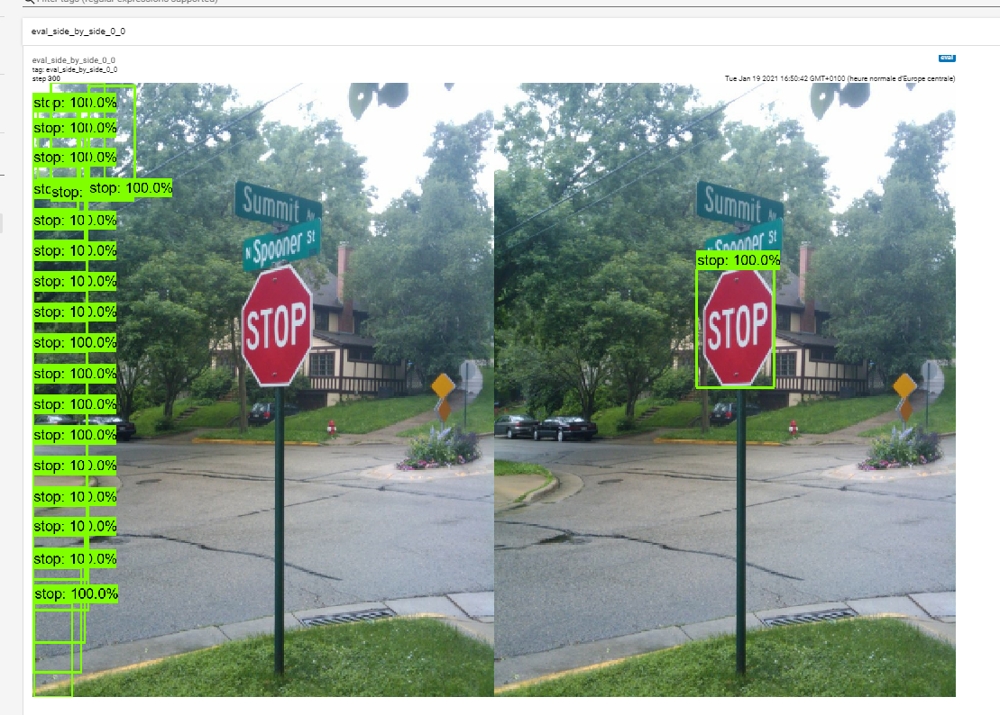 Filter tags (regular expressions supported)
eval_side_by_side_0_0
eval_side_by_side_0_0
tag: eval_side_by_side_0_0
step 300
eval
Tue Jan 19 2021 16:50:42 GMT+0100 (heure normale d'Europe centrale)
stop: 100.0%
stop: 100.0%
stop: 100.0%
stop: stop: 100.0%
stop: 100.0%
stop: 100.0%
stop: 100.0%
stop: 100.0%
stop: 100.0%
stop: 100.0%
stop: 100.0%
stop: 100.0%
stop: 100.0%
stop: 100.0%
stop: 100.0%
stop: 100.0%
stop: 100.0%
Summit Av
N Spooner St
STOP
Summit Av
N Spooner St
stop: 100.0%
STOP